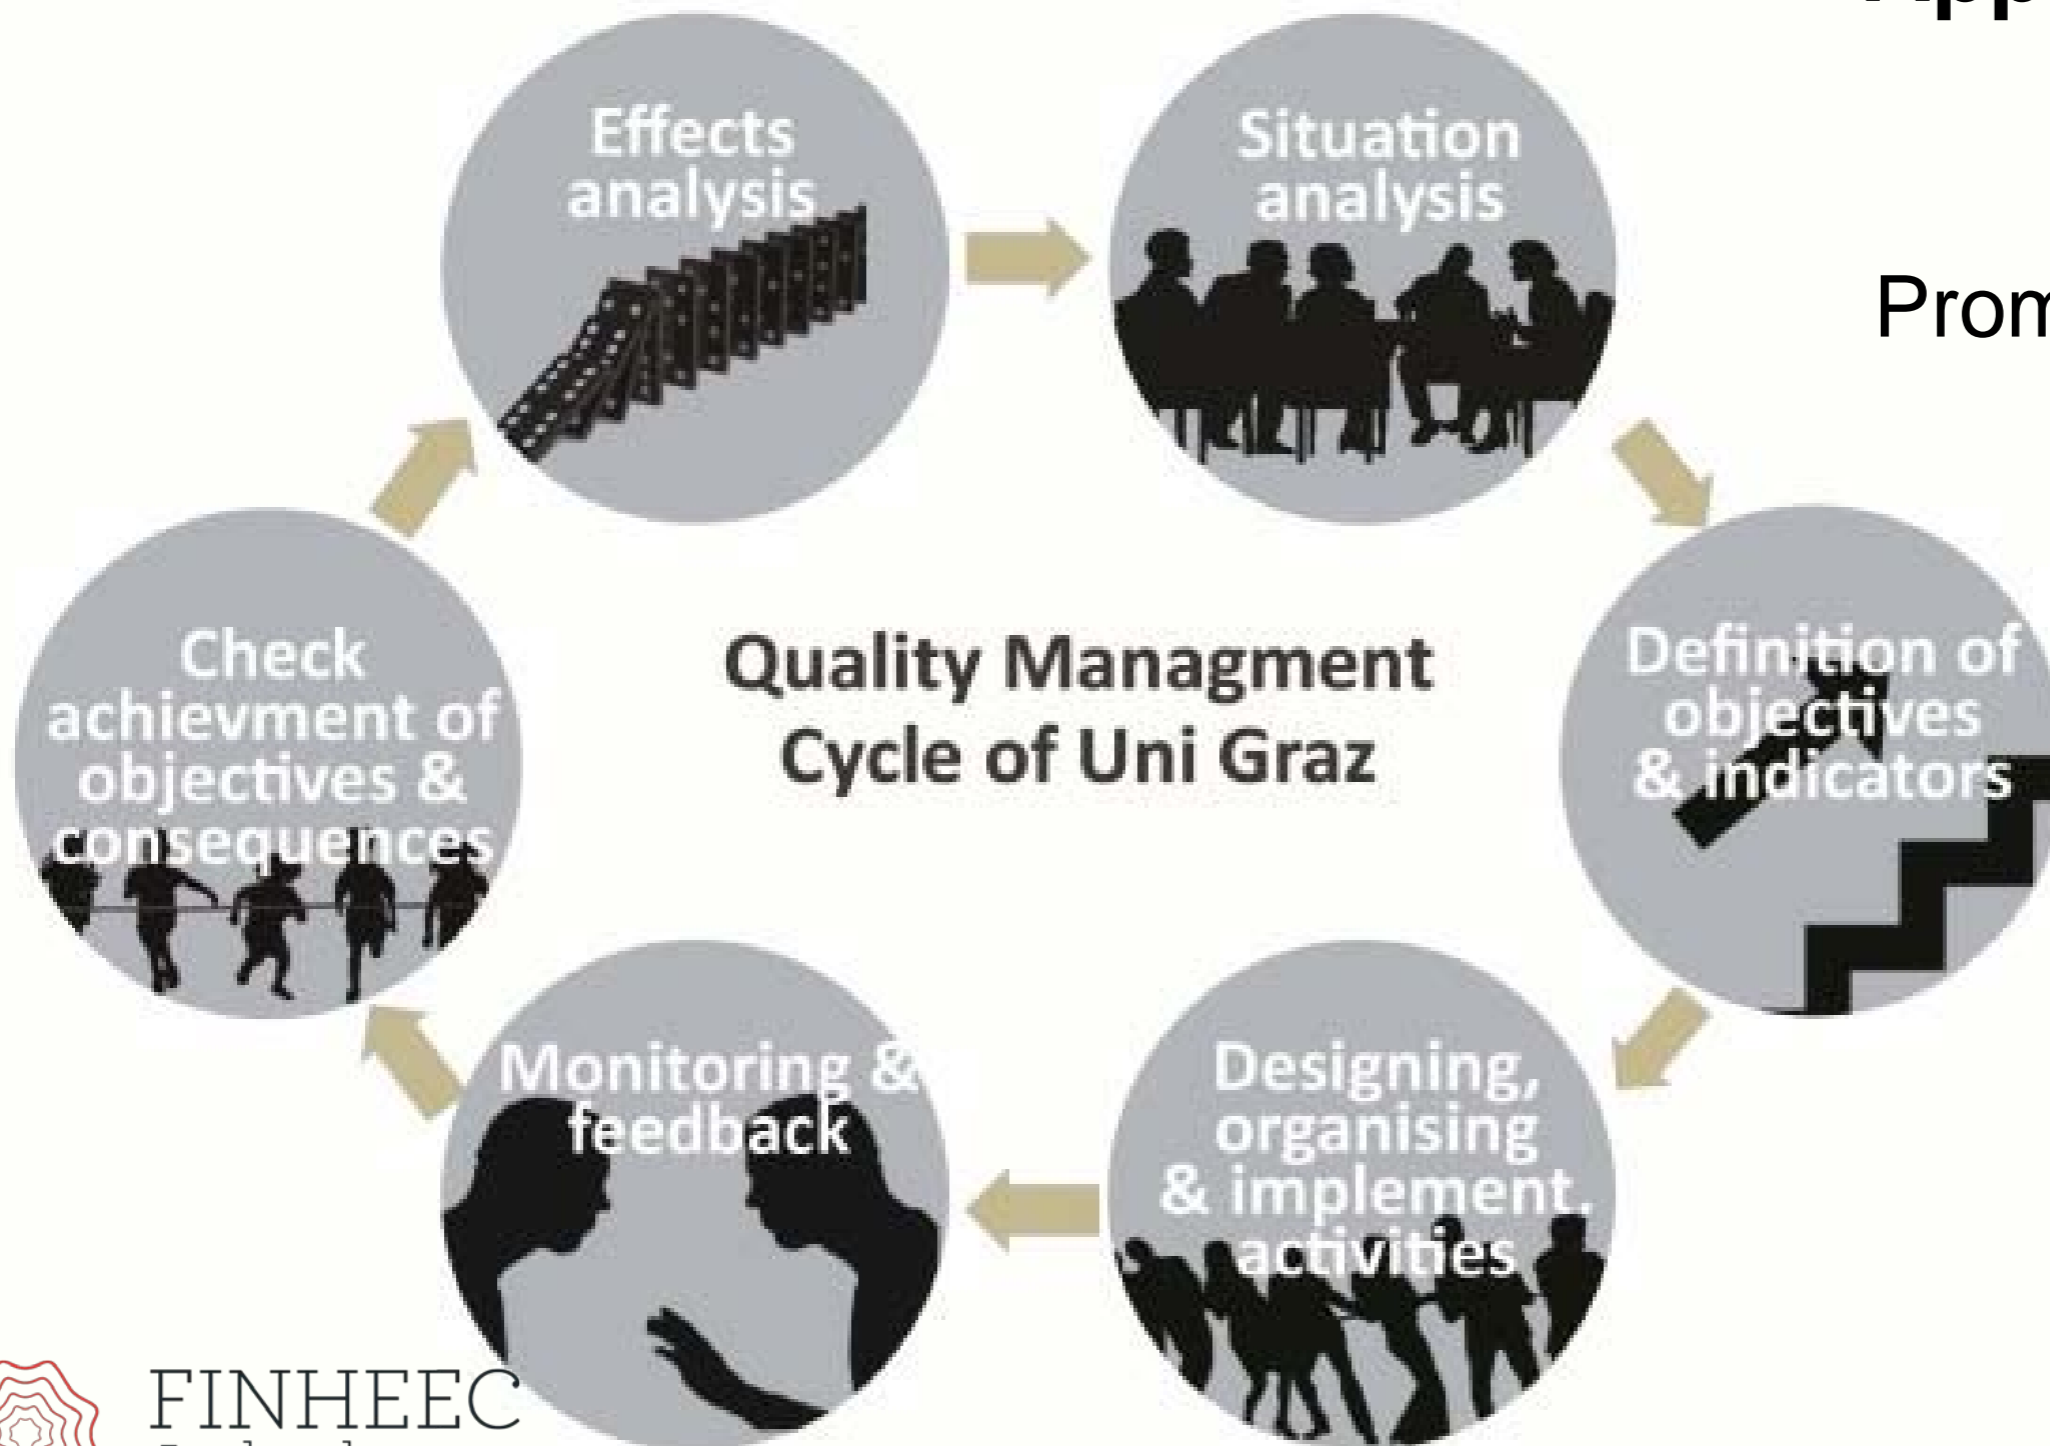 Effects
analysis
Situation
analysis
Definition of
objectives
& indicators
Designing,
organising
& implement.
activities
Monitoring &
feedback
Check
achievment of
objectives &
consequences
Quality Managment
Cycle of Uni Graz
FINHEEC